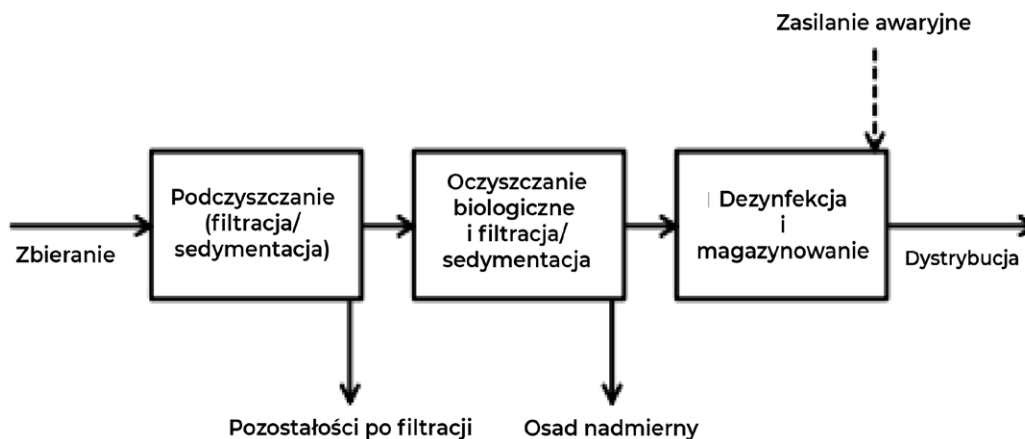 Zasilanie awaryjne
Zbieranie
Podczyszczanie
(filtracja/
sedymentacja)
Oczyszczanie
biologiczne
i filtracja/
sedymentacja
Dezynfekcja
i
magazynowanie
Dystrybucja
Pozostałości po filtracji
Osad nadmierny